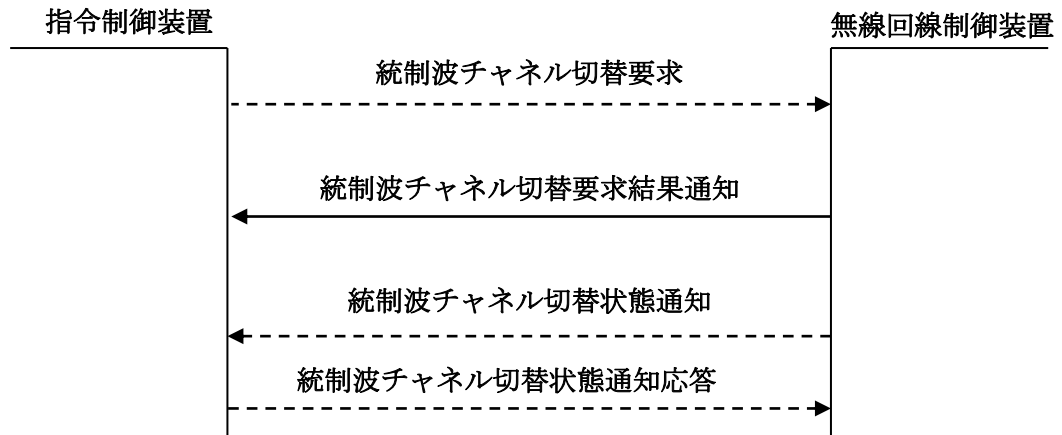 指令制御装置
無線回線制御装置
統制波チャネル切替要求
統制波チャネル切替要求結果通知
統制波チャネル切替状態通知
統制波チャネル切替状態通知応答